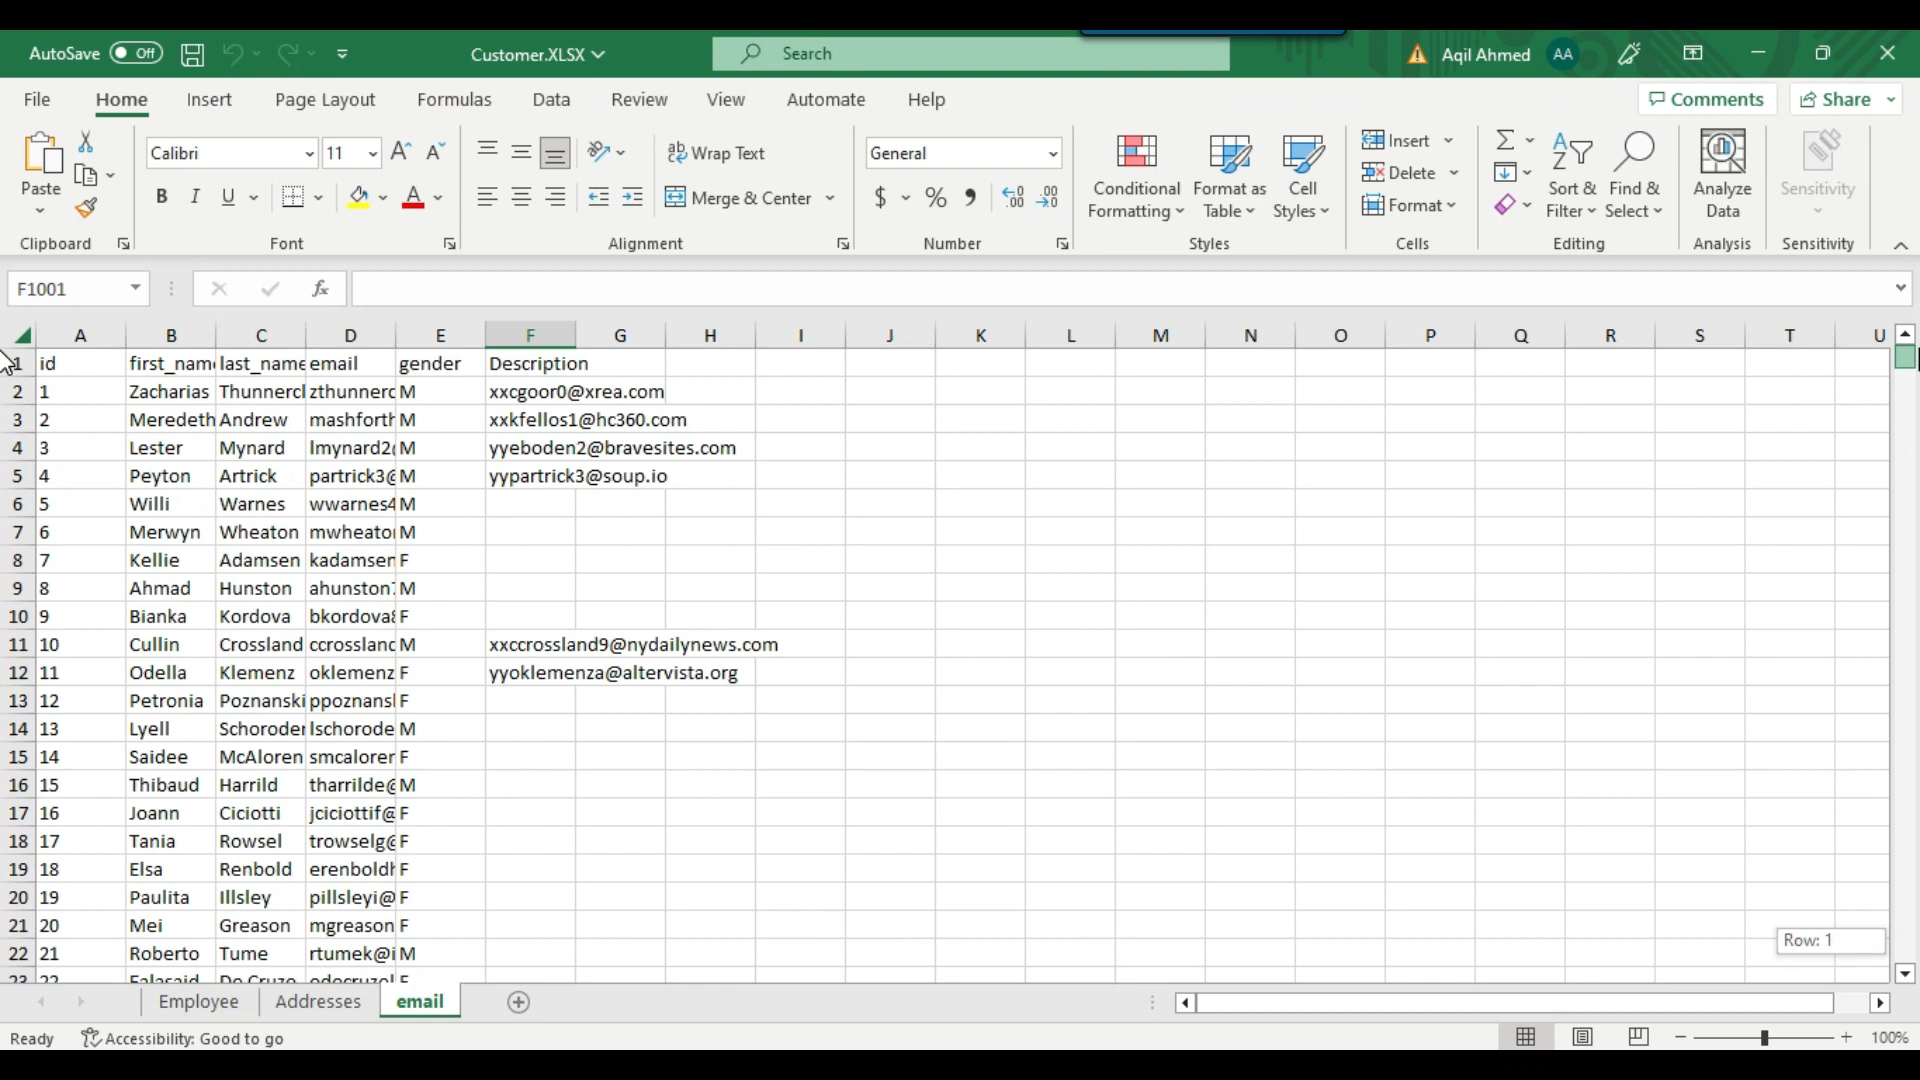 AutoSave Off Customer.XLSX Search Aqil Ahmed AA
File Home Insert Page Layout Formulas Data Review View Automate Help Comments Share
Paste Calibri 11 A A Wrap Text General Conditional Formatting Format as Table Cell Styles Insert Delete Format Sort & Filter Find & Select Analyze Data Sensitivity
B I U A Merge & Center $ % , .00
Clipboard Font Alignment Number Styles Cells Editing Analysis Sensitivity
F1001 fx
A B C D E F G H I J K L M N O P Q R S T U
1 id first_name last_name email gender Description
2 1 Zacharias Thunnercl zthunnerc M xxcgoor0@xrea.com
3 2 Meredeth Andrew mashforth M xxkfellos1@hc360.com
4 3 Lester Mynard lmynard2 M yyeboden2@bravesites.com
5 4 Peyton Artrick partrick3@ M yypartrick3@soup.io
6 5 Willi Warnes wwarnes4 M
7 6 Merwyn Wheaton mwheato M
8 7 Kellie Adamsen kadamsen F
9 8 Ahmad Hunston ahunston M
10 9 Bianka Kordova bkordova F
11 10 Cullin Crossland ccrossland M xxccrossland9@nydailynews.com
12 11 Odella Klemenz oklemenz F yyoklemenza@altervista.org
13 12 Petronia Poznanski ppoznans F
14 13 Lyell Schoroder lschorode M
15 14 Saidee McAloren smcalorer F
16 15 Thibaud Harrild tharrilde@ M
17 16 Joann Ciciotti jciciottif@ F
18 17 Tania Rowsel trowselg@ F
19 18 Elsa Renbold erenboldh F
20 19 Paulita Illsley pillsleyi@ F
21 20 Mei Greason mgreason F
22 21 Roberto Tume rtumek@i M
Row: 1
Employee Addresses email
Ready Accessibility: Good to go 100%